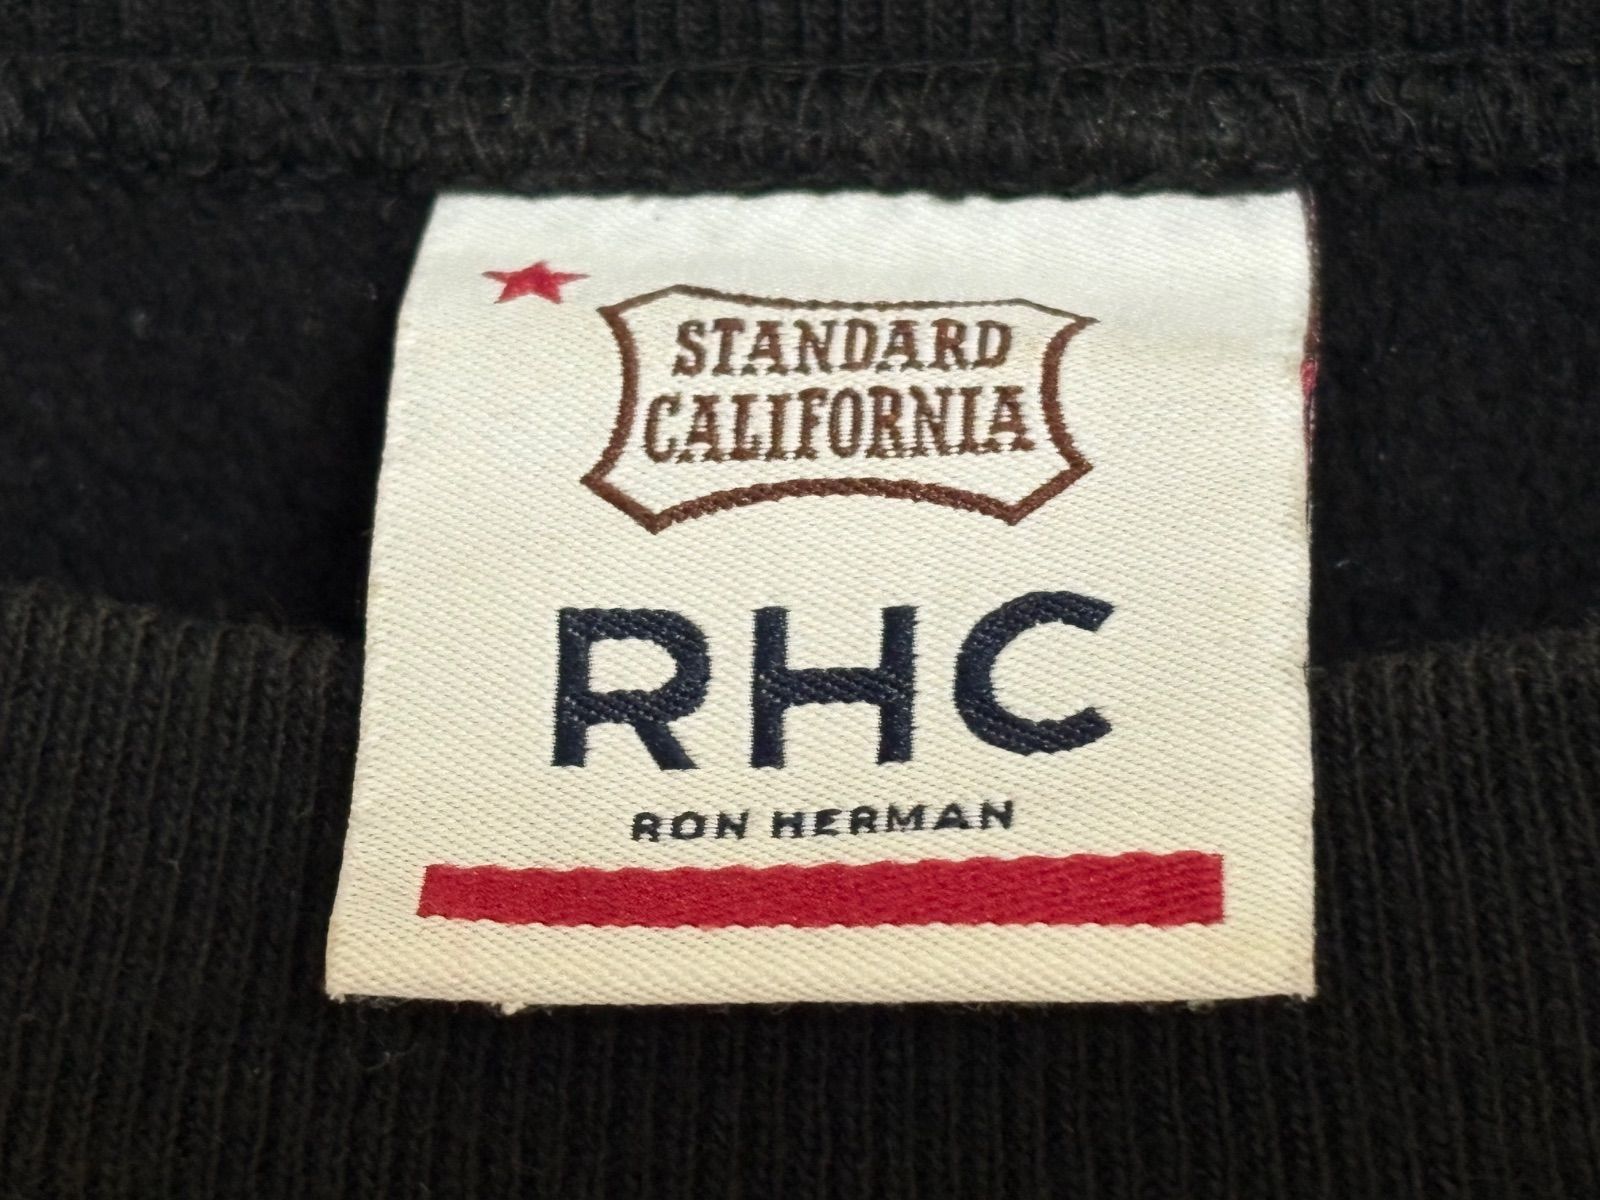 STANDARD
CALIFORNIA
RHC
RON HERMAN